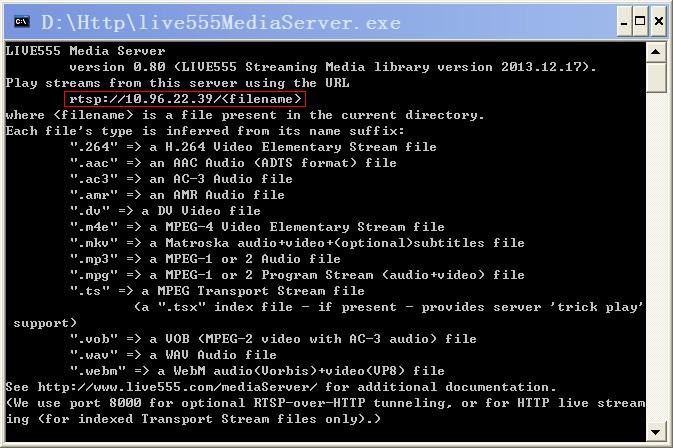 D:\Http\live555MediaServer.exe
LIVE555 Media Server
version 0.80 (LIVE555 Streaming Media library version 2013.12.17).
Play streams from this server using the URL
rtsp://10.96.22.39/<filename>
where <filename> is a file present in the current directory.
Each file's type is inferred from its name suffix:
".264" => a H.264 Video Elementary Stream file
".aac" => an AAC Audio (ADTS format) file
".ac3" => an AC-3 Audio file
".amr" => an AMR Audio file
".dv" => a DV Video file
".m4e" => a MPEG-4 Video Elementary Stream file
".mkv" => a Matroska audio+video+(optional)subtitles file
".mp3" => a MPEG-1 or 2 Audio file
".mpg" => a MPEG-1 or 2 Program Stream (audio+video) file
".ts" => a MPEG Transport Stream file
(a ".tsx" index file - if present - provides server 'trick play'
support)
".vob" => a VOB (MPEG-2 video with AC-3 audio) file
".wav" => a WAV Audio file
".webm" => a WebM audio(Vorbis)+video(VP8) file
See http://www.live555.com/mediaServer/ for additional documentation.
(We use port 8000 for optional RTSP-over-HTTP tunneling, or for HTTP live stream
ing (for indexed Transport Stream files only).)